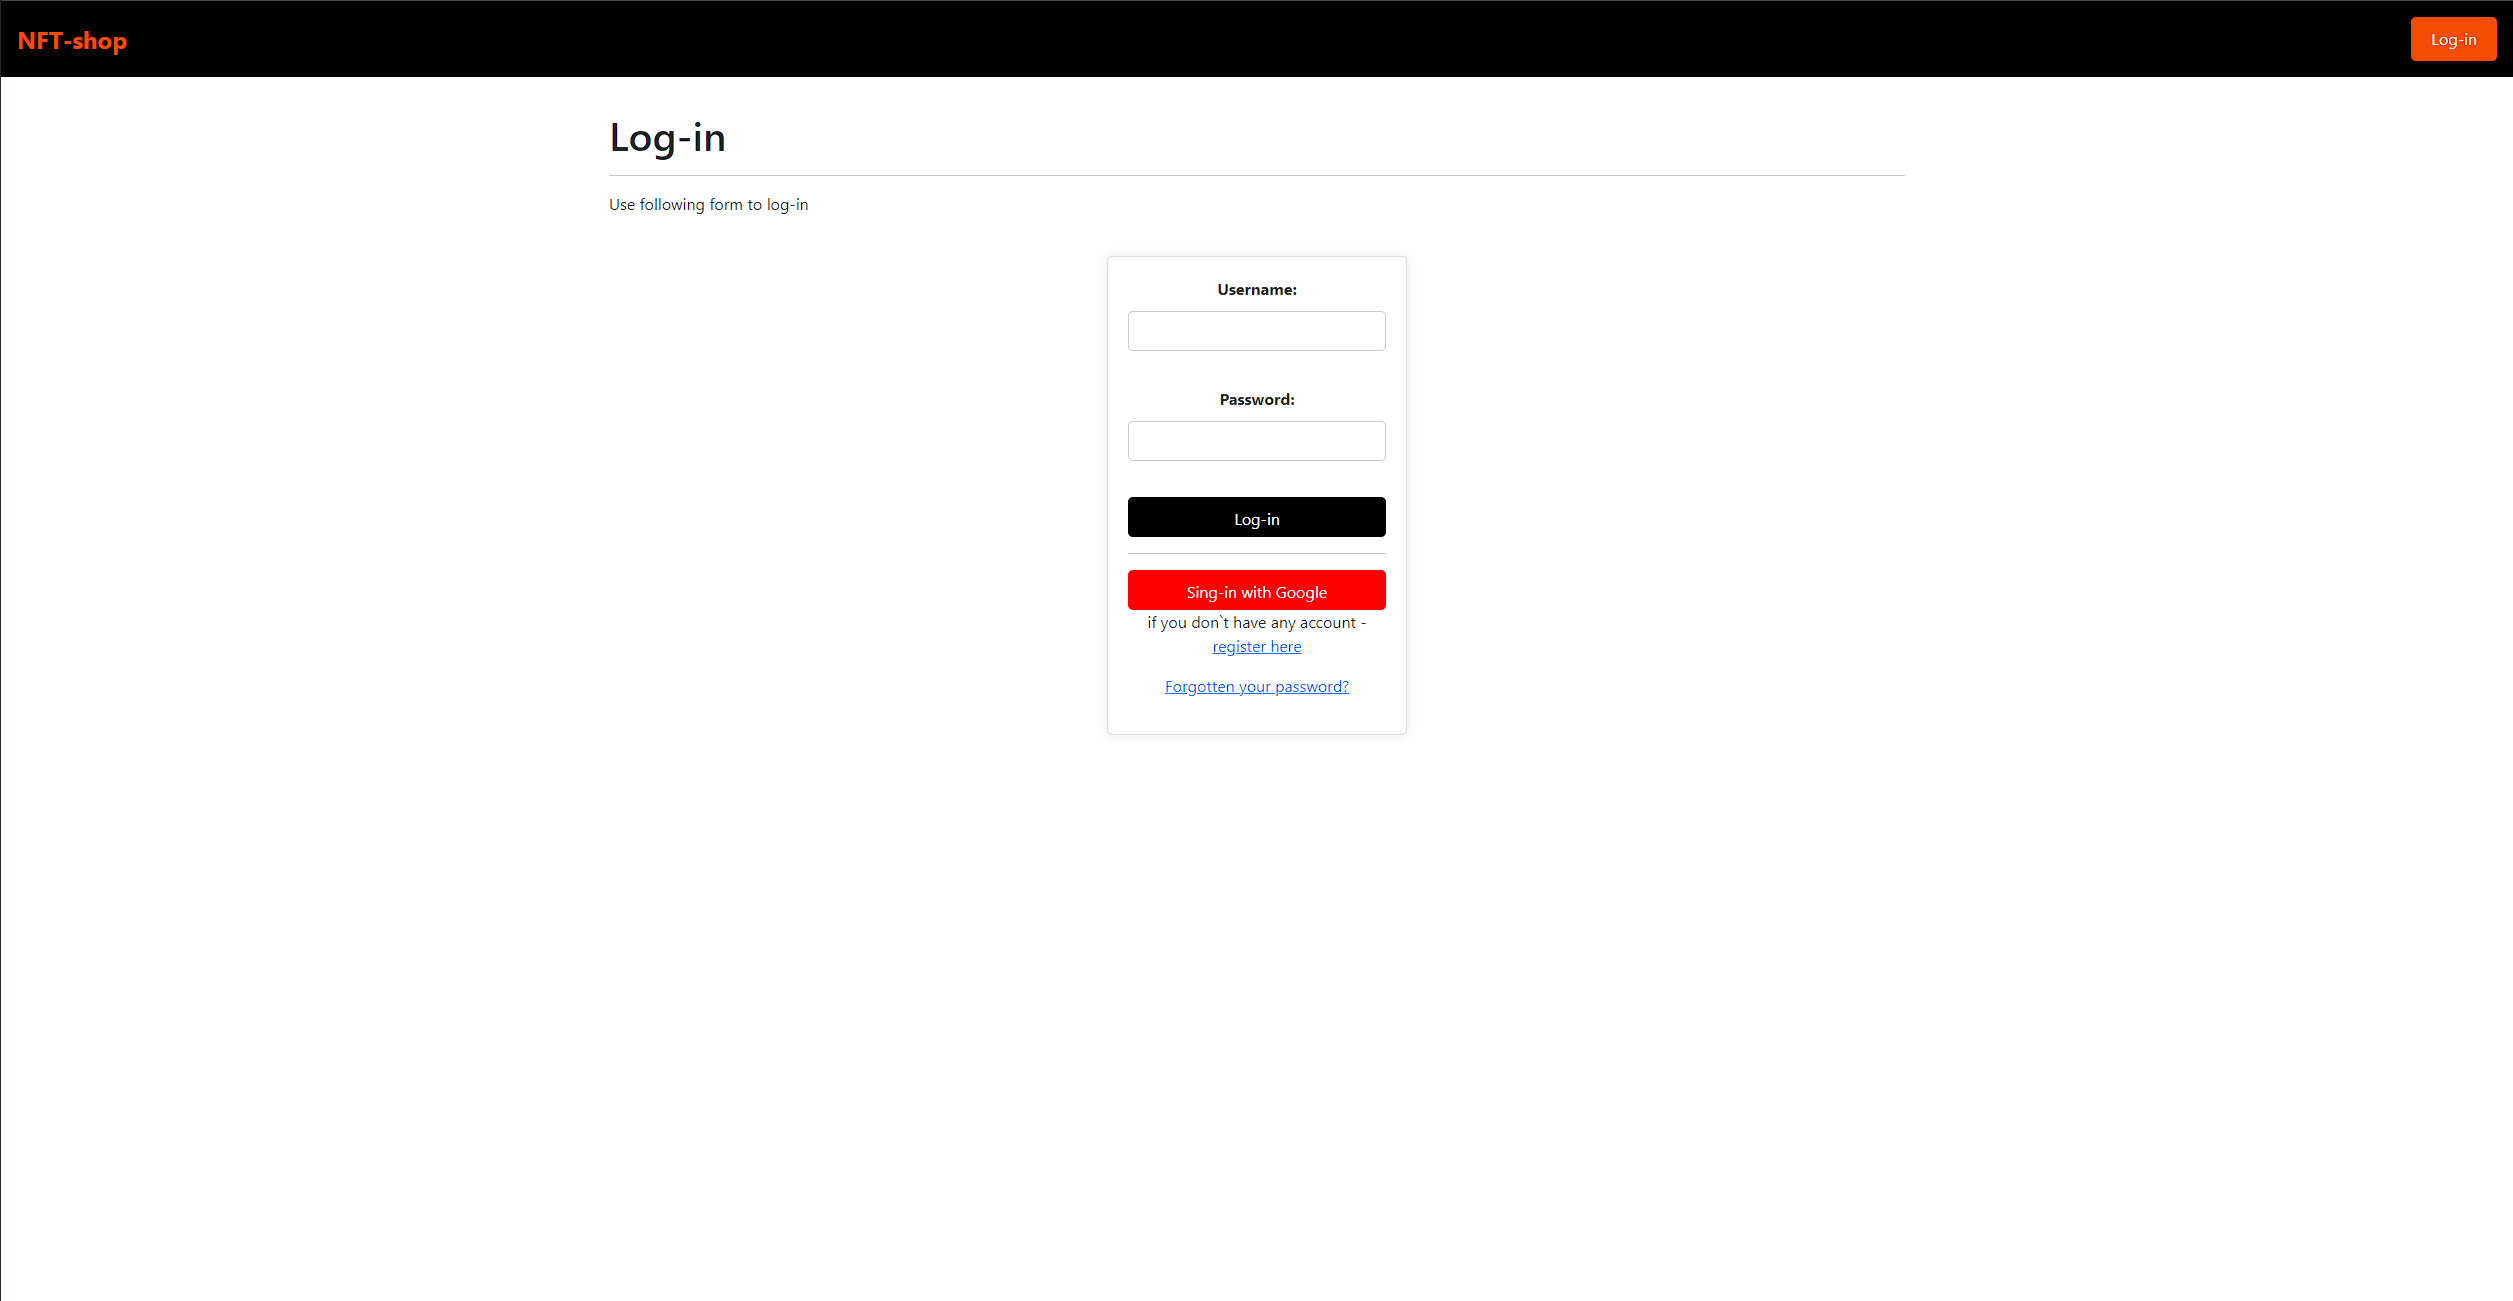 NFT-shop
Log-in
Log-in
Use following form to log-in
Username:
Password:
Log-in
Sing-in with Google
if you don`t have any account -
register here
Forgotten your password?